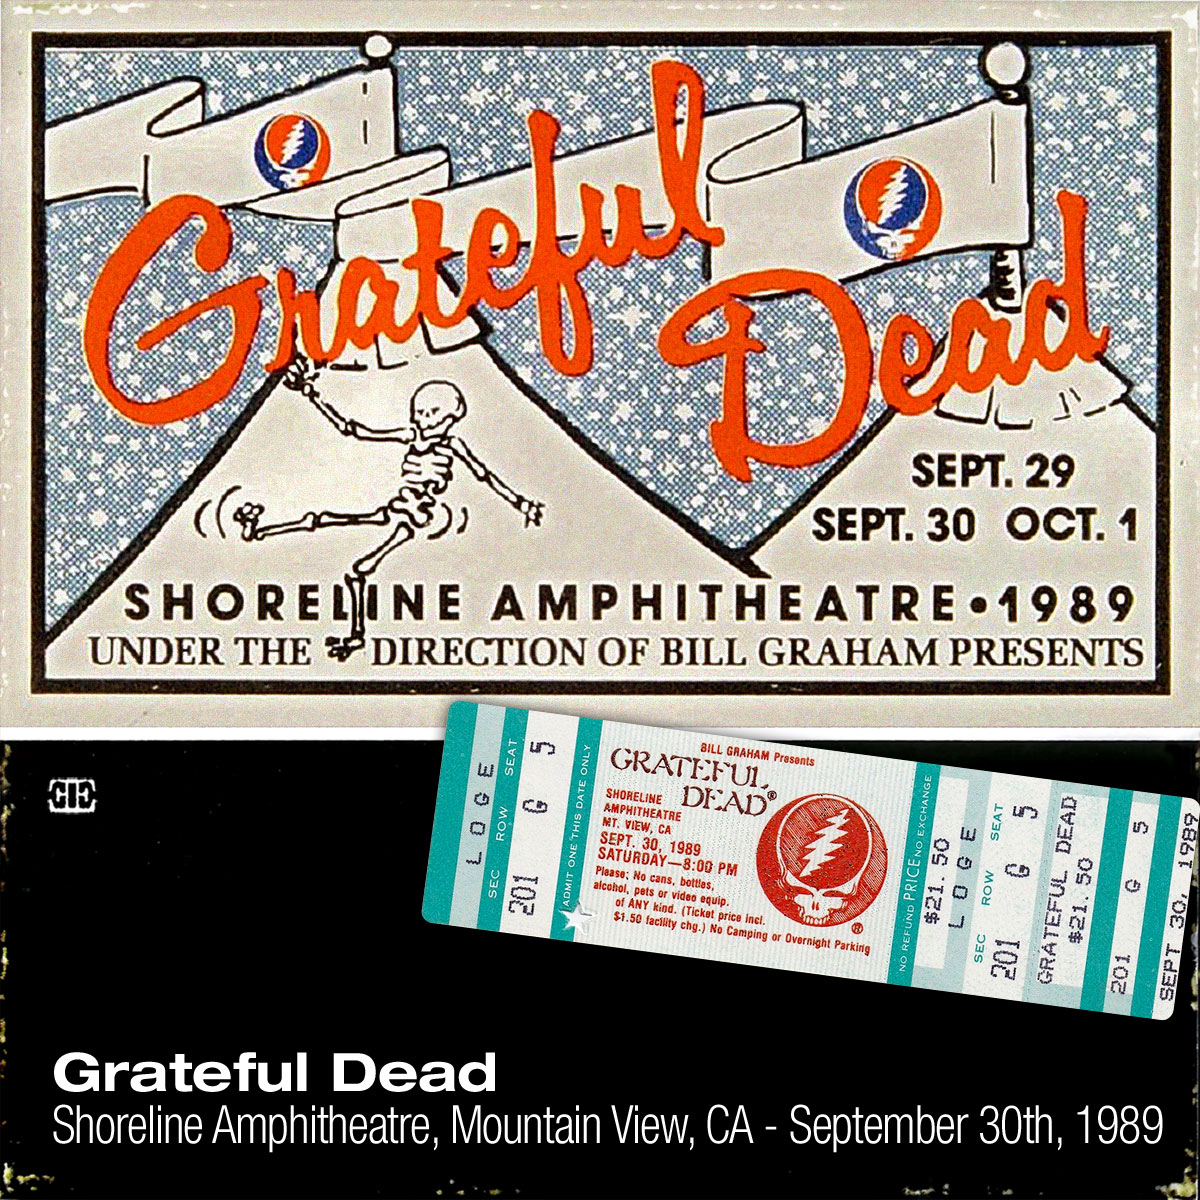 Grateful
Dead
SEPT. 29
SEPT. 30 OCT. 1
SHORELINE AMPHITHEATRE • 1989
UNDER THE DIRECTION OF BILL GRAHAM PRESENTS
LOGE
SEC ROW SEAT
201 G 5
ADMIT ONE THIS DATE ONLY
BILL GRAHAM Presents
GRATEFUL
DEAD®
SHORELINE
AMPHITHEATRE
MT. VIEW, CA
SEPT. 30, 1989
SATURDAY—8:00 PM
Please: No cans, bottles,
alcohol, pets or video equip.
of ANY kind. (Ticket price incl.
$1.50 facility chg.) No Camping or Overnight Parking
®
NO REFUND PRICE NO EXCHANGE
$21.50
LOGE
SEC ROW SEAT
201 G 5
GRATEFUL DEAD
$21.50
201 G 5
SEPT 30, 1989
Grateful Dead
Shoreline Amphitheatre, Mountain View, CA - September 30th, 1989